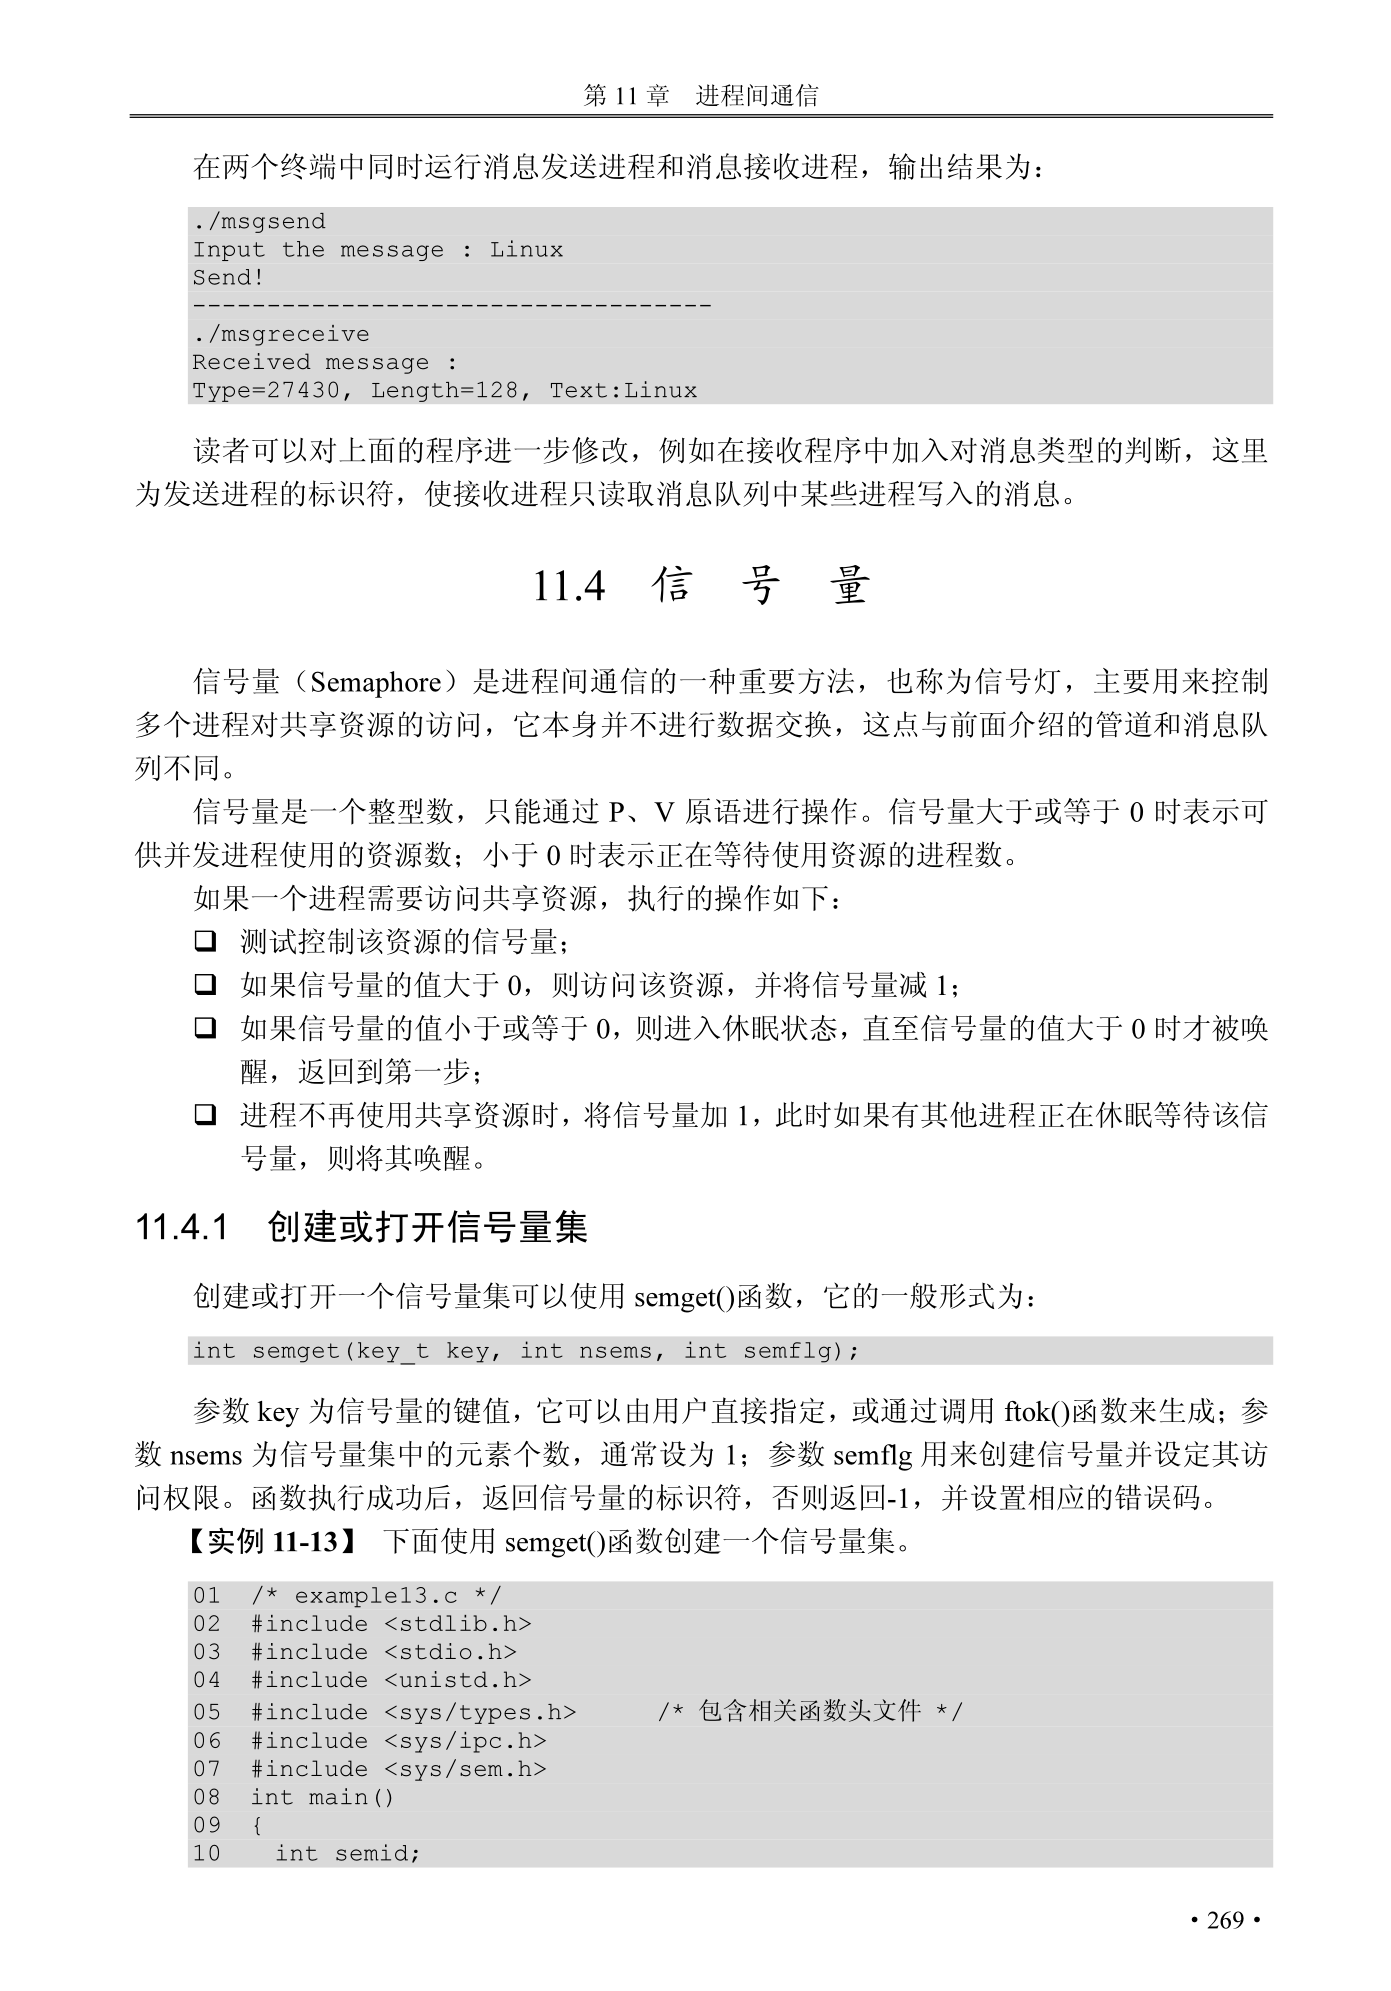 第 11 章　进程间通信
在两个终端中同时运行消息发送进程和消息接收进程，输出结果为：
./msgsend
Input the message : Linux
Send!
-----------------------------------
./msgreceive
Received message :
Type=27430, Length=128, Text:Linux
读者可以对上面的程序进一步修改，例如在接收程序中加入对消息类型的判断，这里
为发送进程的标识符，使接收进程只读取消息队列中某些进程写入的消息。
11.4　信　号　量
信号量（Semaphore）是进程间通信的一种重要方法，也称为信号灯，主要用来控制
多个进程对共享资源的访问，它本身并不进行数据交换，这点与前面介绍的管道和消息队
列不同。
信号量是一个整型数，只能通过 P、V 原语进行操作。信号量大于或等于 0 时表示可
供并发进程使用的资源数；小于 0 时表示正在等待使用资源的进程数。
如果一个进程需要访问共享资源，执行的操作如下：
❑ 测试控制该资源的信号量；
❑ 如果信号量的值大于 0，则访问该资源，并将信号量减 1；
❑ 如果信号量的值小于或等于 0，则进入休眠状态，直至信号量的值大于 0 时才被唤
醒，返回到第一步；
❑ 进程不再使用共享资源时，将信号量加 1，此时如果有其他进程正在休眠等待该信
号量，则将其唤醒。
11.4.1　创建或打开信号量集
创建或打开一个信号量集可以使用 semget()函数，它的一般形式为：
int semget(key_t key, int nsems, int semflg);
参数 key 为信号量的键值，它可以由用户直接指定，或通过调用 ftok()函数来生成；参
数 nsems 为信号量集中的元素个数，通常设为 1；参数 semflg 用来创建信号量并设定其访
问权限。函数执行成功后，返回信号量的标识符，否则返回-1，并设置相应的错误码。
【实例 11-13】 下面使用 semget()函数创建一个信号量集。
01  /* example13.c */
02  #include <stdlib.h>
03  #include <stdio.h>
04  #include <unistd.h>
05  #include <sys/types.h>     /* 包含相关函数头文件 */
06  #include <sys/ipc.h>
07  #include <sys/sem.h>
08  int main()
09  {
10    int semid;
• 269 •